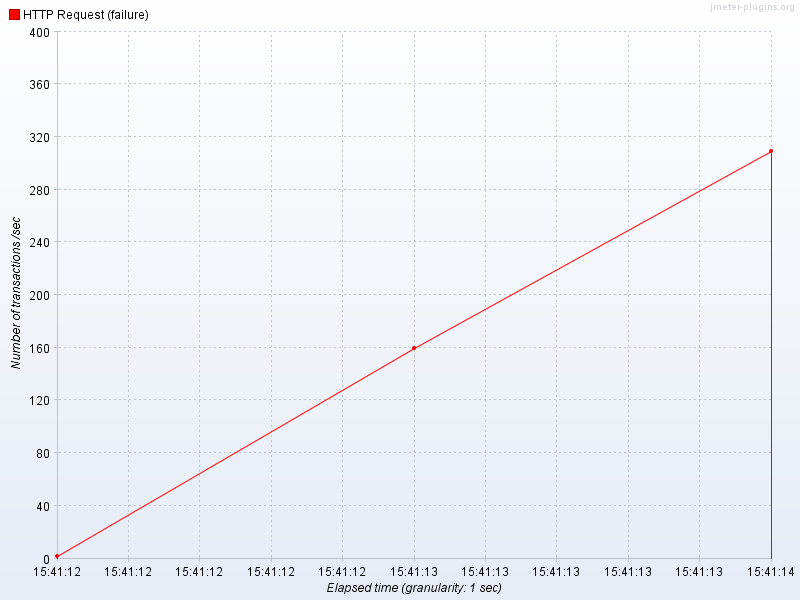 jmeter-plugins.org
HTTP Request (failure)
400
360
320
280
240
200
160
120
80
40
0
Number of transactions /sec
15:41:12 15:41:12 15:41:12 15:41:12 15:41:12 15:41:13 15:41:13 15:41:13 15:41:13 15:41:13 15:41:14
Elapsed time (granularity: 1 sec)